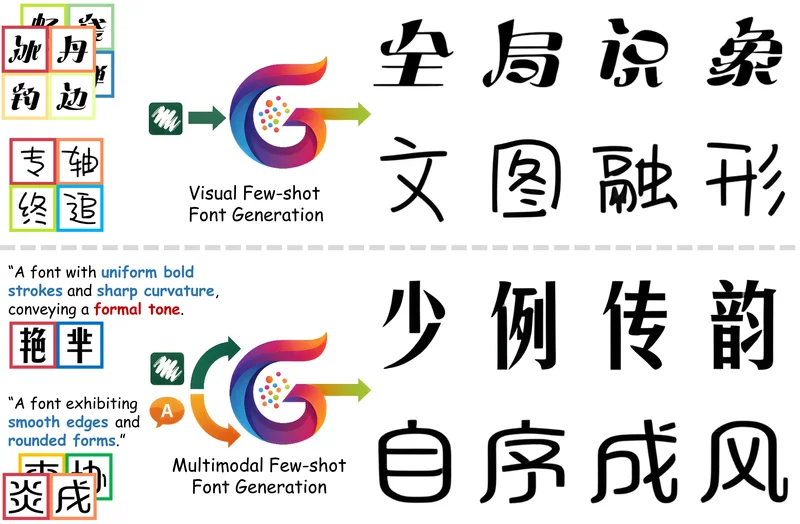 冰 丹
筠 边
专 轴
终 追
Visual Few-shot
Font Generation
全 局 识 象
文 图 融 形
“A font with uniform bold
strokes and sharp curvature,
conveying a formal tone.
艳 芈
“A font exhibiting
smooth edges and
rounded forms.”
炎 戌
A
Multimodal Few-shot
Font Generation
少 例 传 韵
自 序 成 风